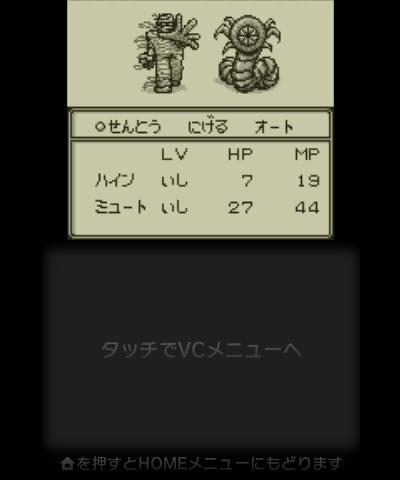 ◎せんとう にげる オート
LV HP MP
ハイン いし 7 19
ミュート いし 27 44
タッチでVCメニューへ
を押すとHOMEメニューにもどります